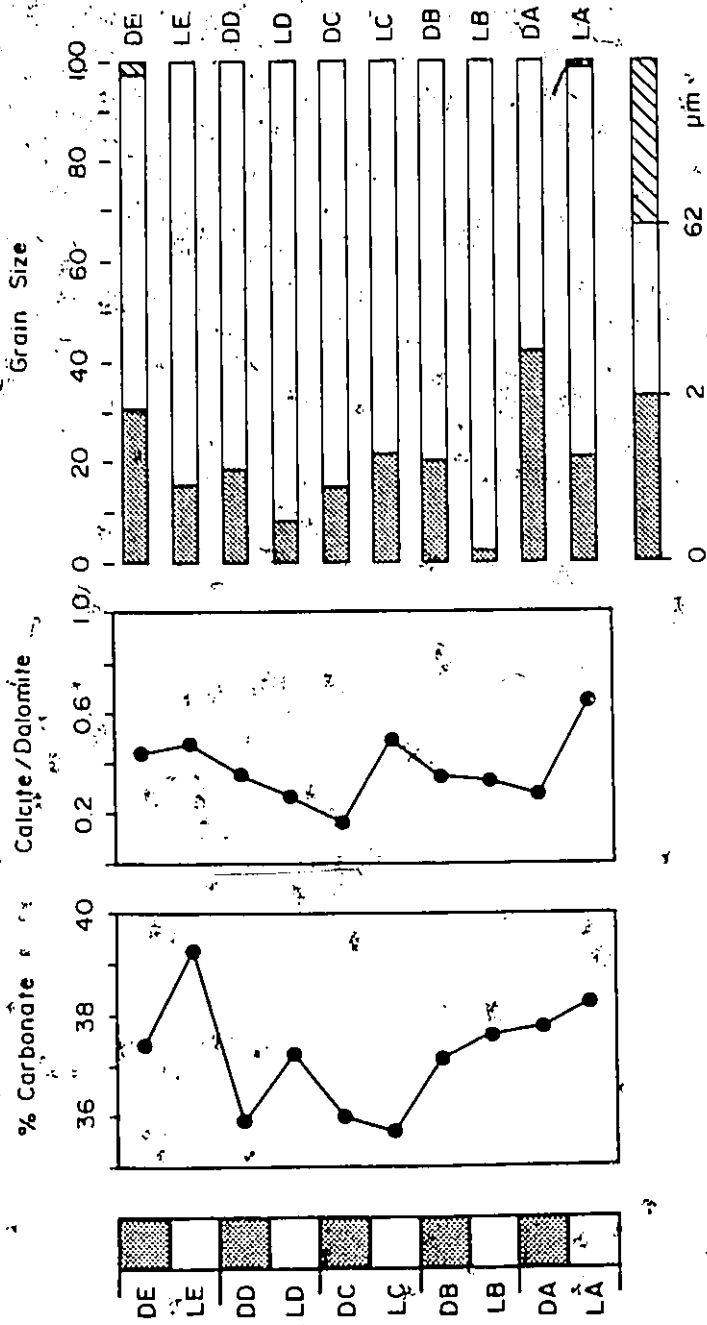 % Carbonate
Calcite/Dalomite
Grain Size
36
38
40
0.2
0.6
1.0
0
20
40
60
80
100
DE
LE
DD
LD
DC
LC
DB
LB
DA
LA
DE
LE
DD
LD
DC
LC
DB
LB
DA
LA
0
2
62
μm